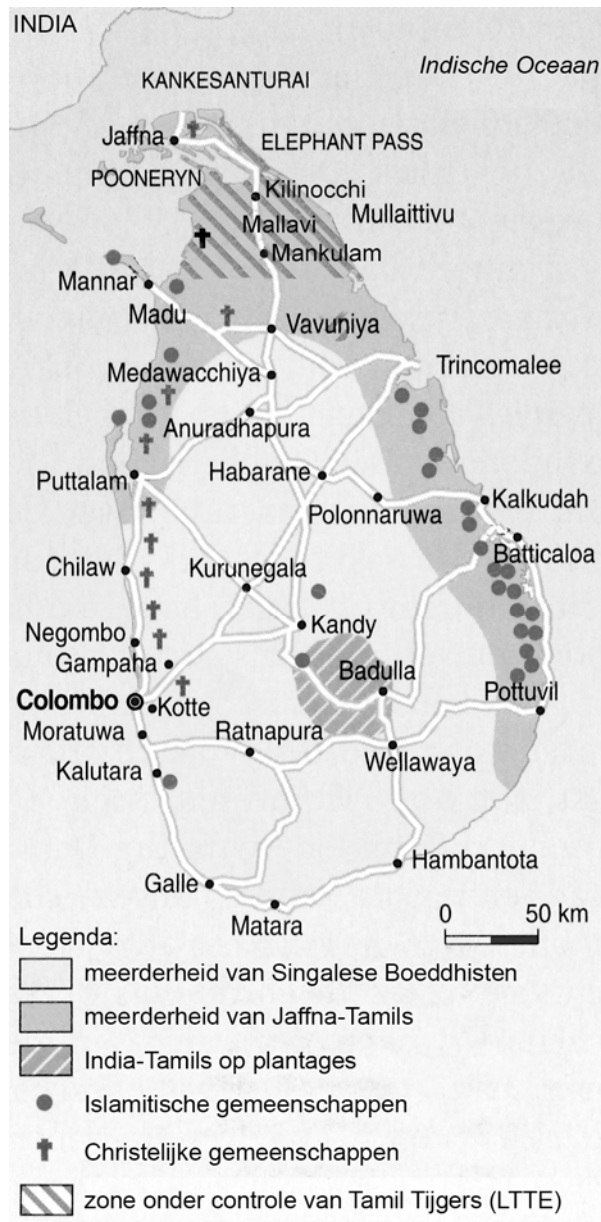 INDIA
Indische Oceaan
KANKESANTURAI
Jaffna
ELEPHANT PASS
POONERYN
Kilinocchi
Mallavi
Mullaittivu
Mankulam
Mannar
Madu
Vavuniya
Medawacchiya
Trincomalee
Anuradhapura
Puttalam
Habarane
Polonnaruwa
Kalkudah
Batticaloa
Chilaw
Kurunegala
Negombo
Kandy
Gampaha
Badulla
Colombo
Kotte
Pottuvil
Moratuwa
Ratnapura
Wellawaya
Kalutara
Hambantota
Galle
Matara
0 50 km
Legenda:
meerderheid van Singalese Boeddhisten
meerderheid van Jaffna-Tamils
India-Tamils op plantages
Islamitische gemeenschappen
Christelijke gemeenschappen
zone onder controle van Tamil Tijgers (LTTE)